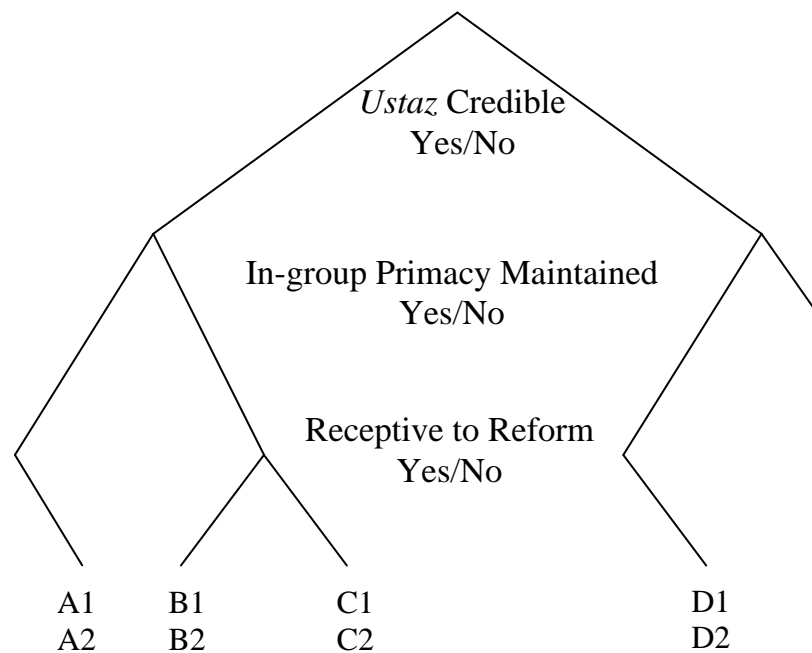 Ustaz Credible
Yes/No
In-group Primacy Maintained
Yes/No
Receptive to Reform
Yes/No
A1 B1 C1 D1
A2 B2 C2 D2